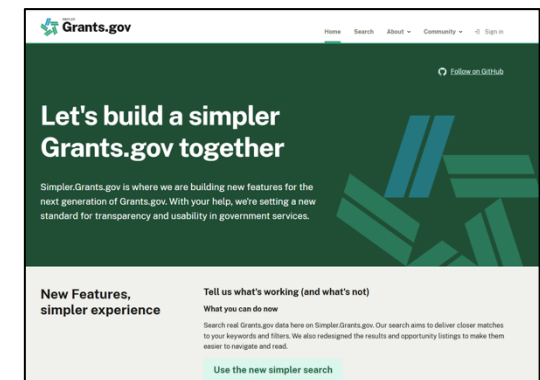 SIMPLER
Grants.gov
Home Search About Community Sign in
Follow on GitHub
Let's build a simpler
Grants.gov together
Simpler.Grants.gov is where we are building new features for the
next generation of Grants.gov. With your help, we're setting a new
standard for transparency and usability in government services.
New Features,
simpler experience
Tell us what's working (and what's not)
What you can do now
Search real Grants.gov data here on Simpler.Grants.gov. Our search aims to deliver closer matches
to your keywords and filters. We also redesigned the results and opportunity listings to make them
easier to navigate and read.
Use the new simpler search